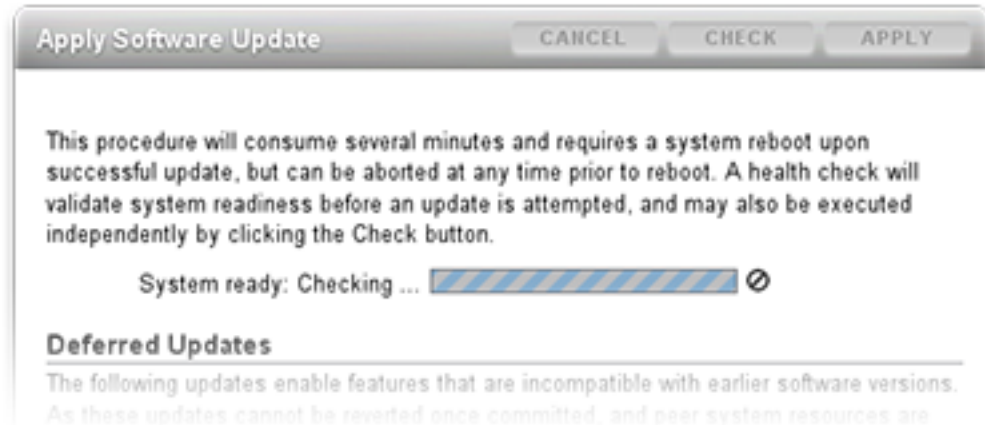 Apply Software Update
CANCEL
CHECK
APPLY
This procedure will consume several minutes and requires a system reboot upon
successful update, but can be aborted at any time prior to reboot. A health check will
validate system readiness before an update is attempted, and may also be executed
independently by clicking the Check button.
System ready: Checking ...
Deferred Updates
The following updates enable features that are incompatible with earlier software versions.
As these updates cannot be reverted once committed, and peer system resources are